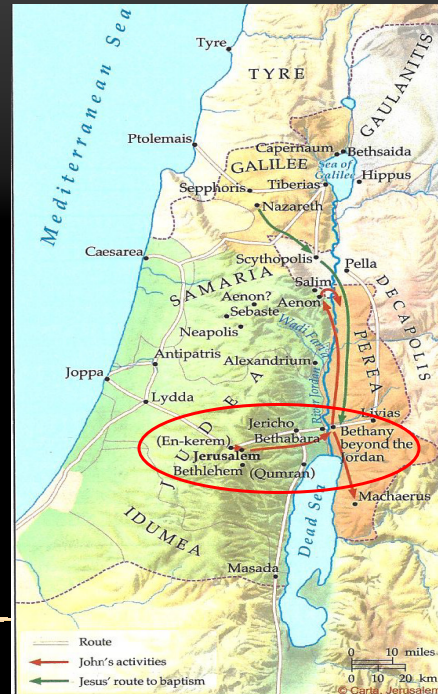 Mediterranean Sea
Tyre
TYRE
GAULANITIS
Ptolemais
Capernaum
Bethsaida
GALILEE
Sea of
Galilee
Sepphoris
Tiberias
Hippus
Nazareth
Caesarea
Scythopolis
Pella
SAMARIA
Salim
DECAPOLIS
Aenon?
Aenon
Sebaste
Neapolis
Wadi Far'a
PEREA
Antipatris
Alexandrium
Joppa
River Jordan
Lydda
JUDEA
Livias
Jericho
(En-kerem)
Bethabara
Bethany
beyond the
Jordan
Jerusalem
Bethlehem
(Qumran)
Machaerus
IDUMEA
Dead Sea
Masada
Route
John's activities
Jesus' route to baptism
0 10 miles
0 10 20 km
© Carta, Jerusalem